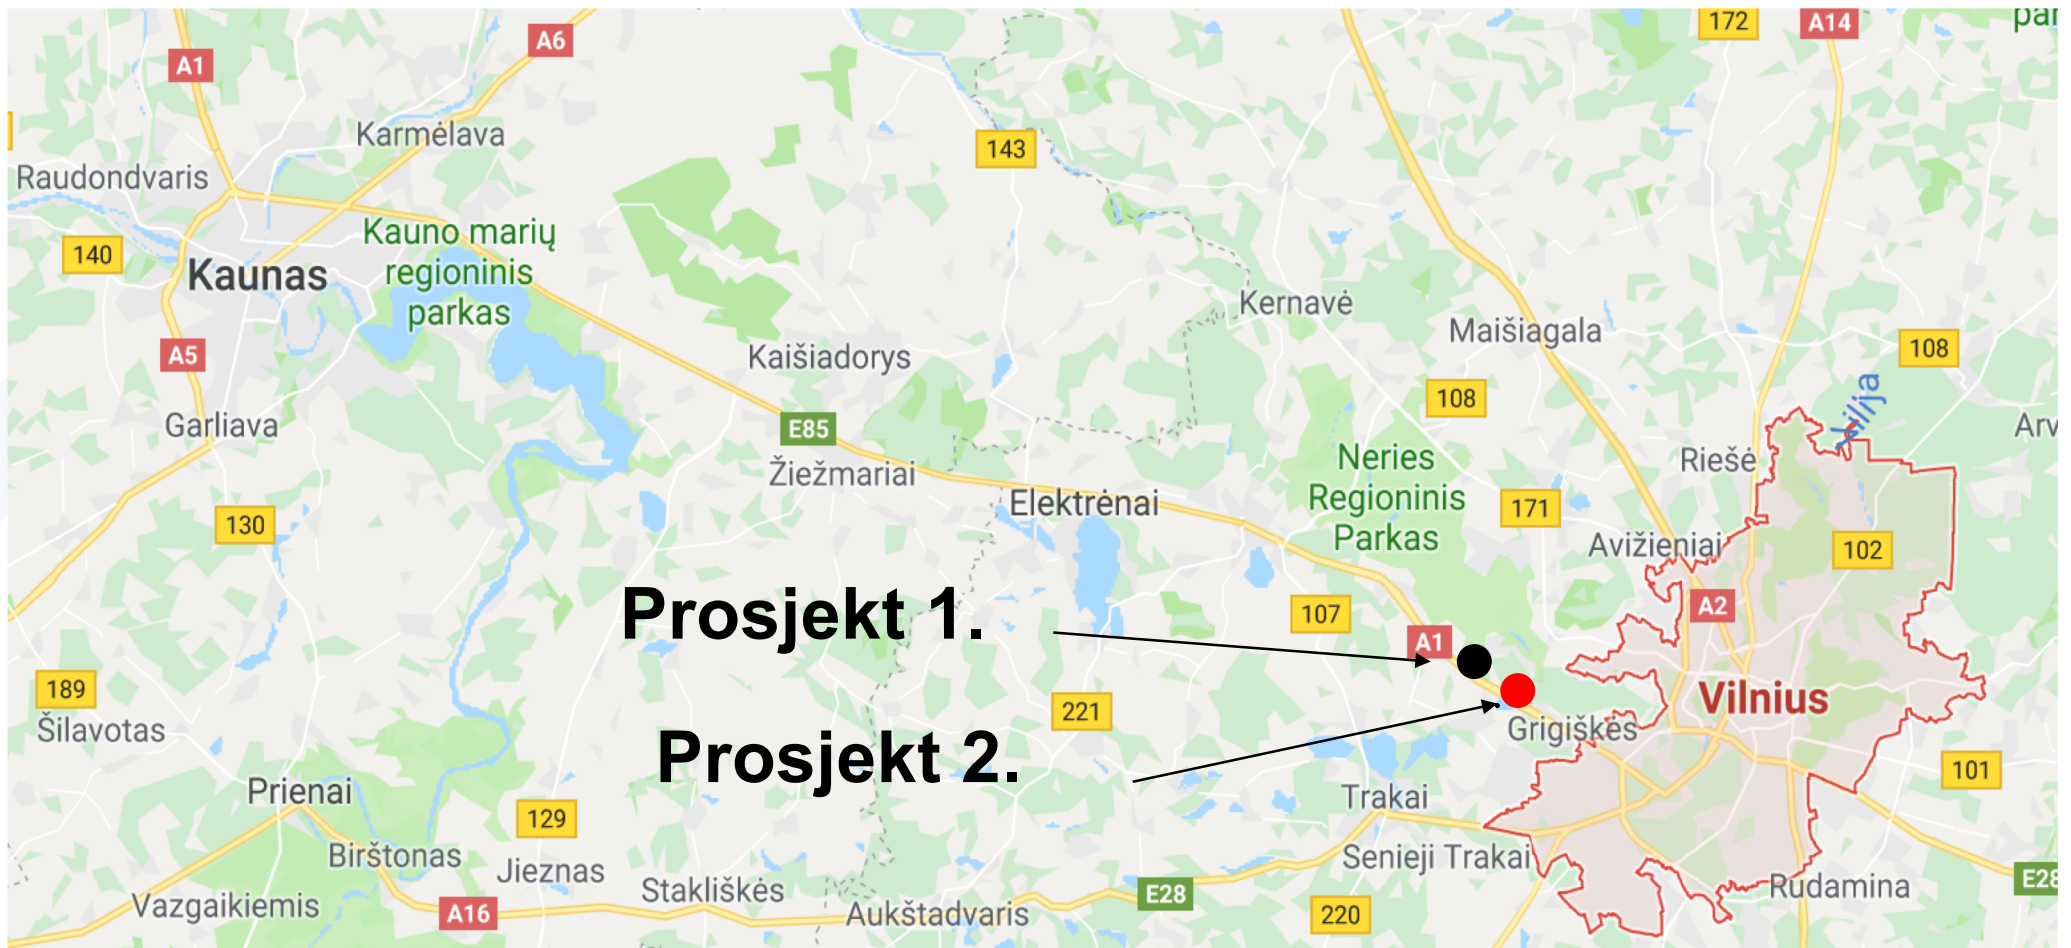 172
A14
par
A6
A1
Karmėlava
143
Raudondvaris
Kauno marių
regioninis
parkas
140
Kaunas
Kernavė
Maišiagala
A5
Kaišiadorys
108
108
Vilija
Garliava
E85
Arv
Neries
Regioninis
Parkas
Riešė
Žiežmariai
Elektrėnai
171
130
Avižieniai
102
Prosjekt 1.
107
A2
A1
189
Šilavotas
221
Vilnius
Grigiškės
Prosjekt 2.
101
Prienai
Trakai
129
Birštonas
Jieznas
Senieji Trakai
Stakliškės
E28
E28
Rudamina
Vazgaikiemis
A16
Aukštadvaris
220